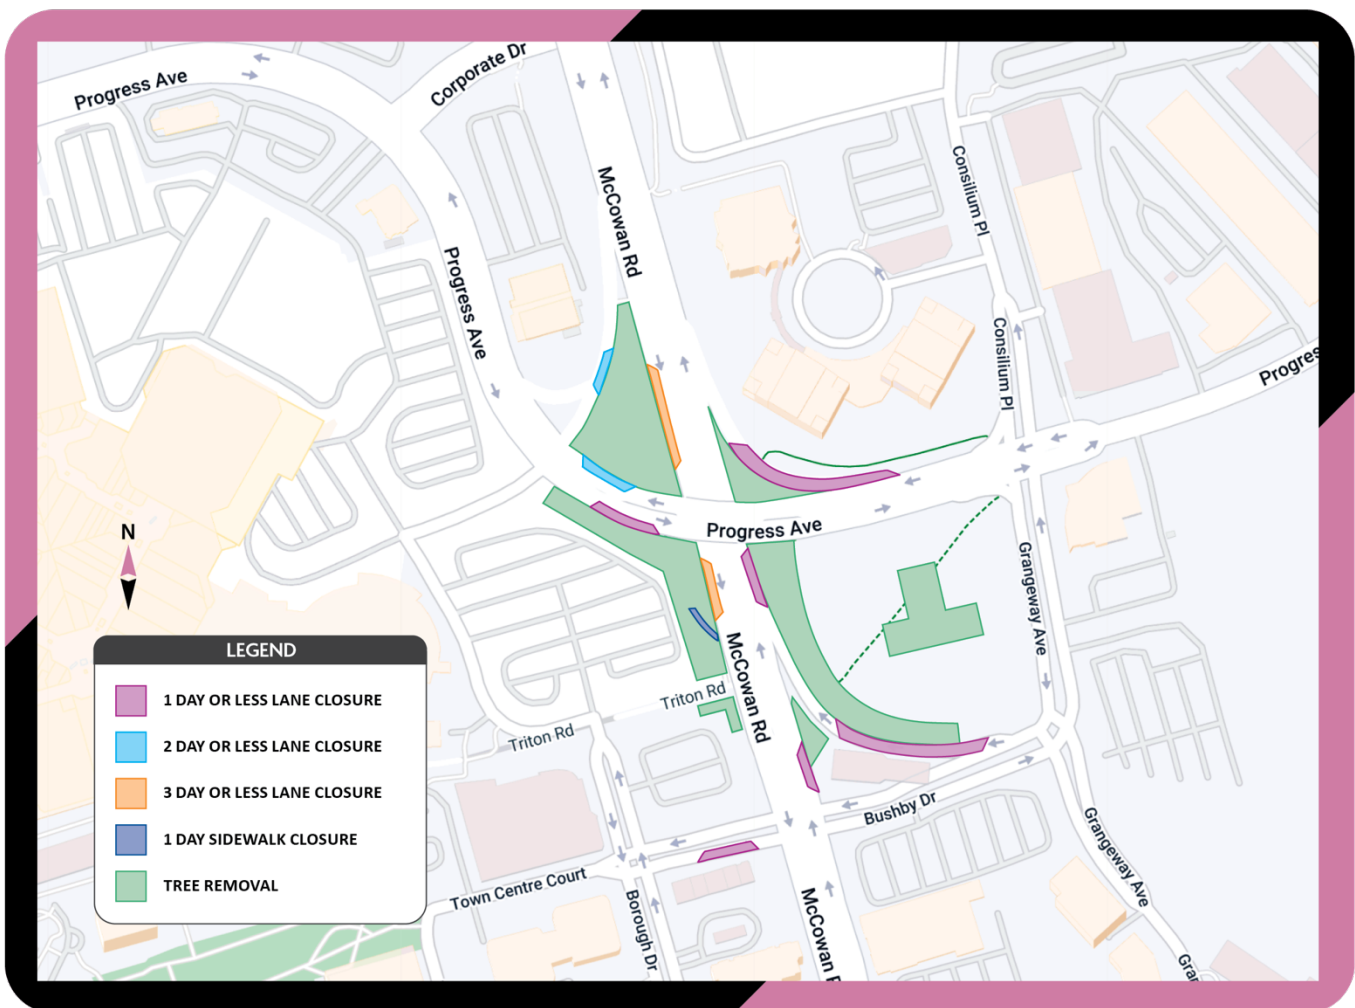 Progress Ave
Corporate Dr
McCowan Rd
Consilium Pl
Progress Ave
Consilium Pl
Progres
Progress Ave
N
Grangeway Ave
McCowan Rd
Triton Rd
Triton Rd
Bushby Dr
Grangeway Ave
Town Centre Court
Borough Dr
McCowan R
Gran
LEGEND
1 DAY OR LESS LANE CLOSURE
2 DAY OR LESS LANE CLOSURE
3 DAY OR LESS LANE CLOSURE
1 DAY SIDEWALK CLOSURE
TREE REMOVAL